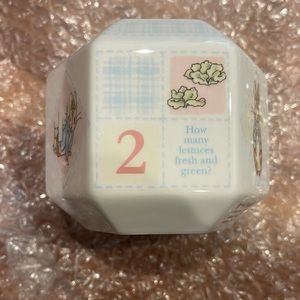 2
How
many
lettuces
fresh and
green?